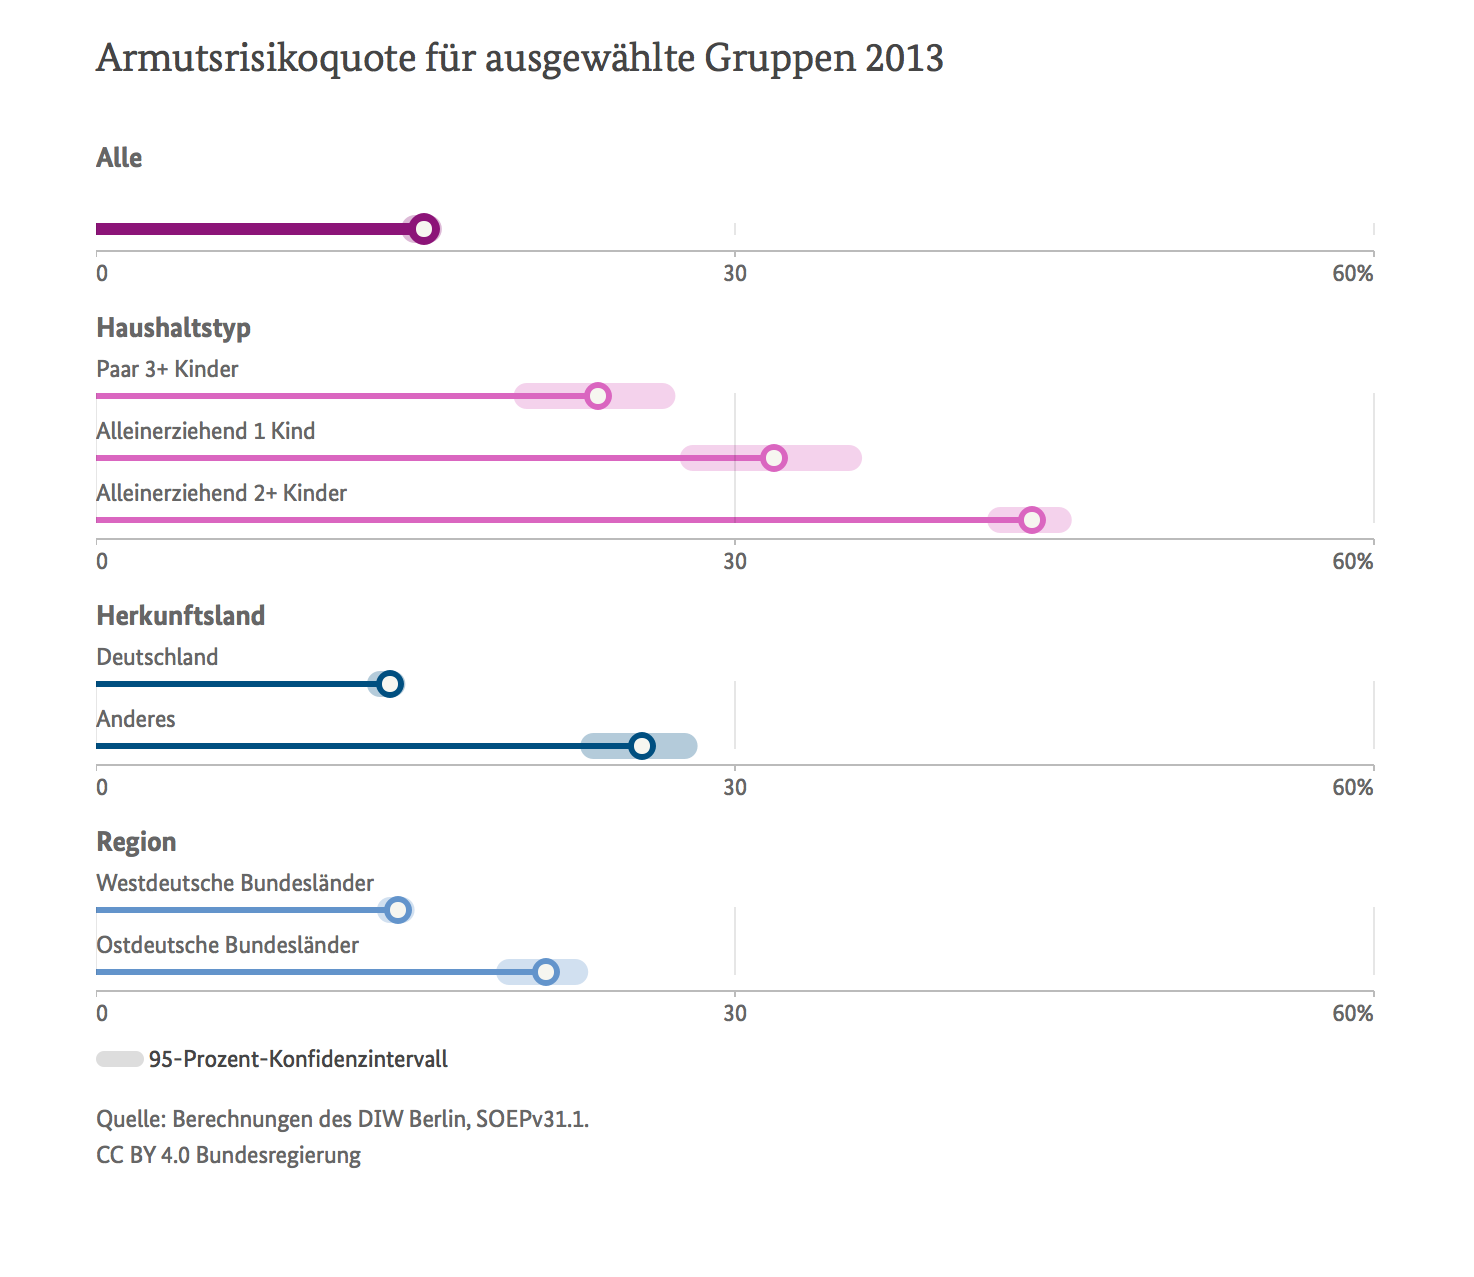 Armutsrisikoquote für ausgewählte Gruppen 2013
Alle
0 30 60%
Haushaltstyp
Paar 3+ Kinder
Alleinerziehend 1 Kind
Alleinerziehend 2+ Kinder
0 30 60%
Herkunftsland
Deutschland
Anderes
0 30 60%
Region
Westdeutsche Bundesländer
Ostdeutsche Bundesländer
0 30 60%
95-Prozent-Konfidenzintervall
Quelle: Berechnungen des DIW Berlin, SOEPv31.1.
CC BY 4.0 Bundesregierung